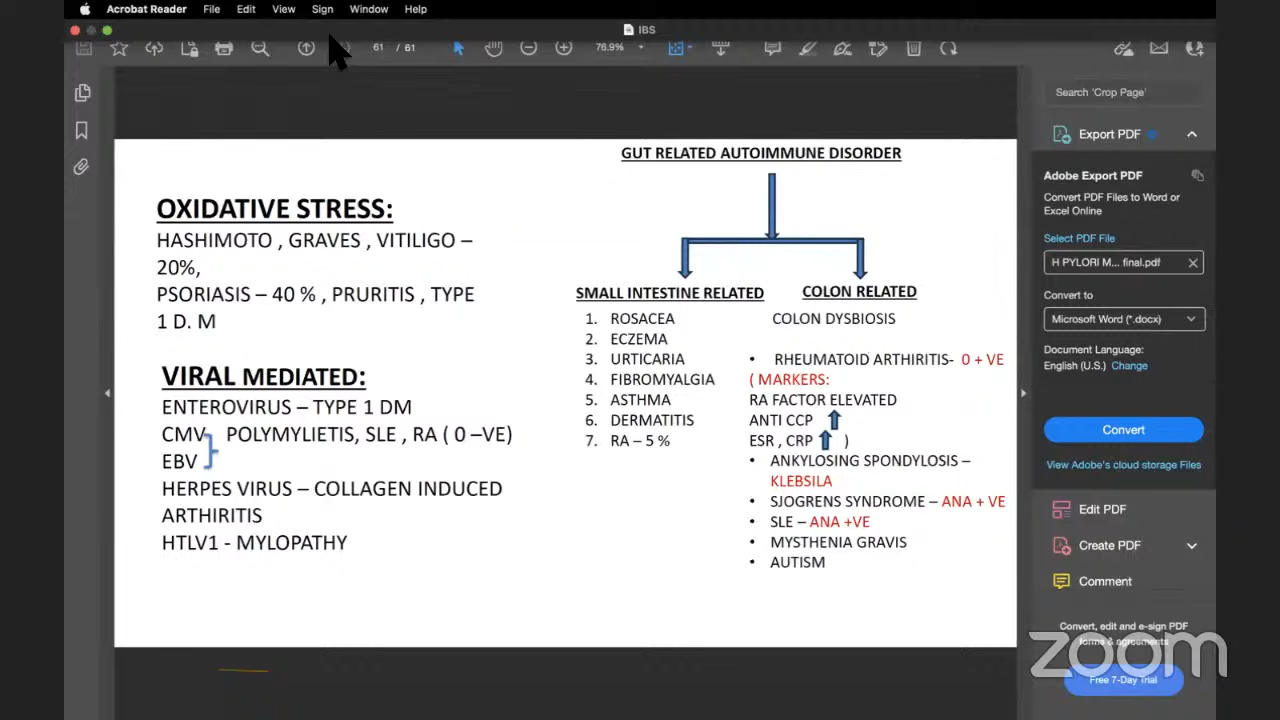 Acrobat Reader File Edit View Sign Window Help
IBS
61 / 61
76.9%
Search 'Crop Page'
Export PDF
Adobe Export PDF
Convert PDF Files to Word or
Excel Online
Select PDF File
H PYLORI M... final.pdf
Convert to
Microsoft Word (*.docx)
Document Language:
English (U.S.) Change
Convert
View Adobe's cloud storage Files
Edit PDF
Create PDF
Comment
Convert, edit and e-sign PDF
forms & agreements
Free 7-Day Trial
zoom
OXIDATIVE STRESS:
HASHIMOTO , GRAVES , VITILIGO –
20%,
PSORIASIS – 40 % , PRURITIS , TYPE
1 D. M
VIRAL MEDIATED:
ENTEROVIRUS – TYPE 1 DM
CMV POLYMYLIETIS, SLE , RA ( 0 –VE)
EBV
HERPES VIRUS – COLLAGEN INDUCED
ARTHIRITIS
HTLV1 - MYLOPATHY
GUT RELATED AUTOIMMUNE DISORDER
SMALL INTESTINE RELATED
1. ROSACEA
2. ECZEMA
3. URTICARIA
4. FIBROMYALGIA
5. ASTHMA
6. DERMATITIS
7. RA – 5 %
COLON RELATED
COLON DYSBIOSIS
• RHEUMATOID ARTHRITIS- 0 + VE
( MARKERS:
RA FACTOR ELEVATED
ANTI CCP
ESR , CRP )
• ANKYLOSING SPONDYLOSIS –
KLEBSILA
• SJOGRENS SYNDROME – ANA + VE
• SLE – ANA +VE
• MYSTHENIA GRAVIS
• AUTISM